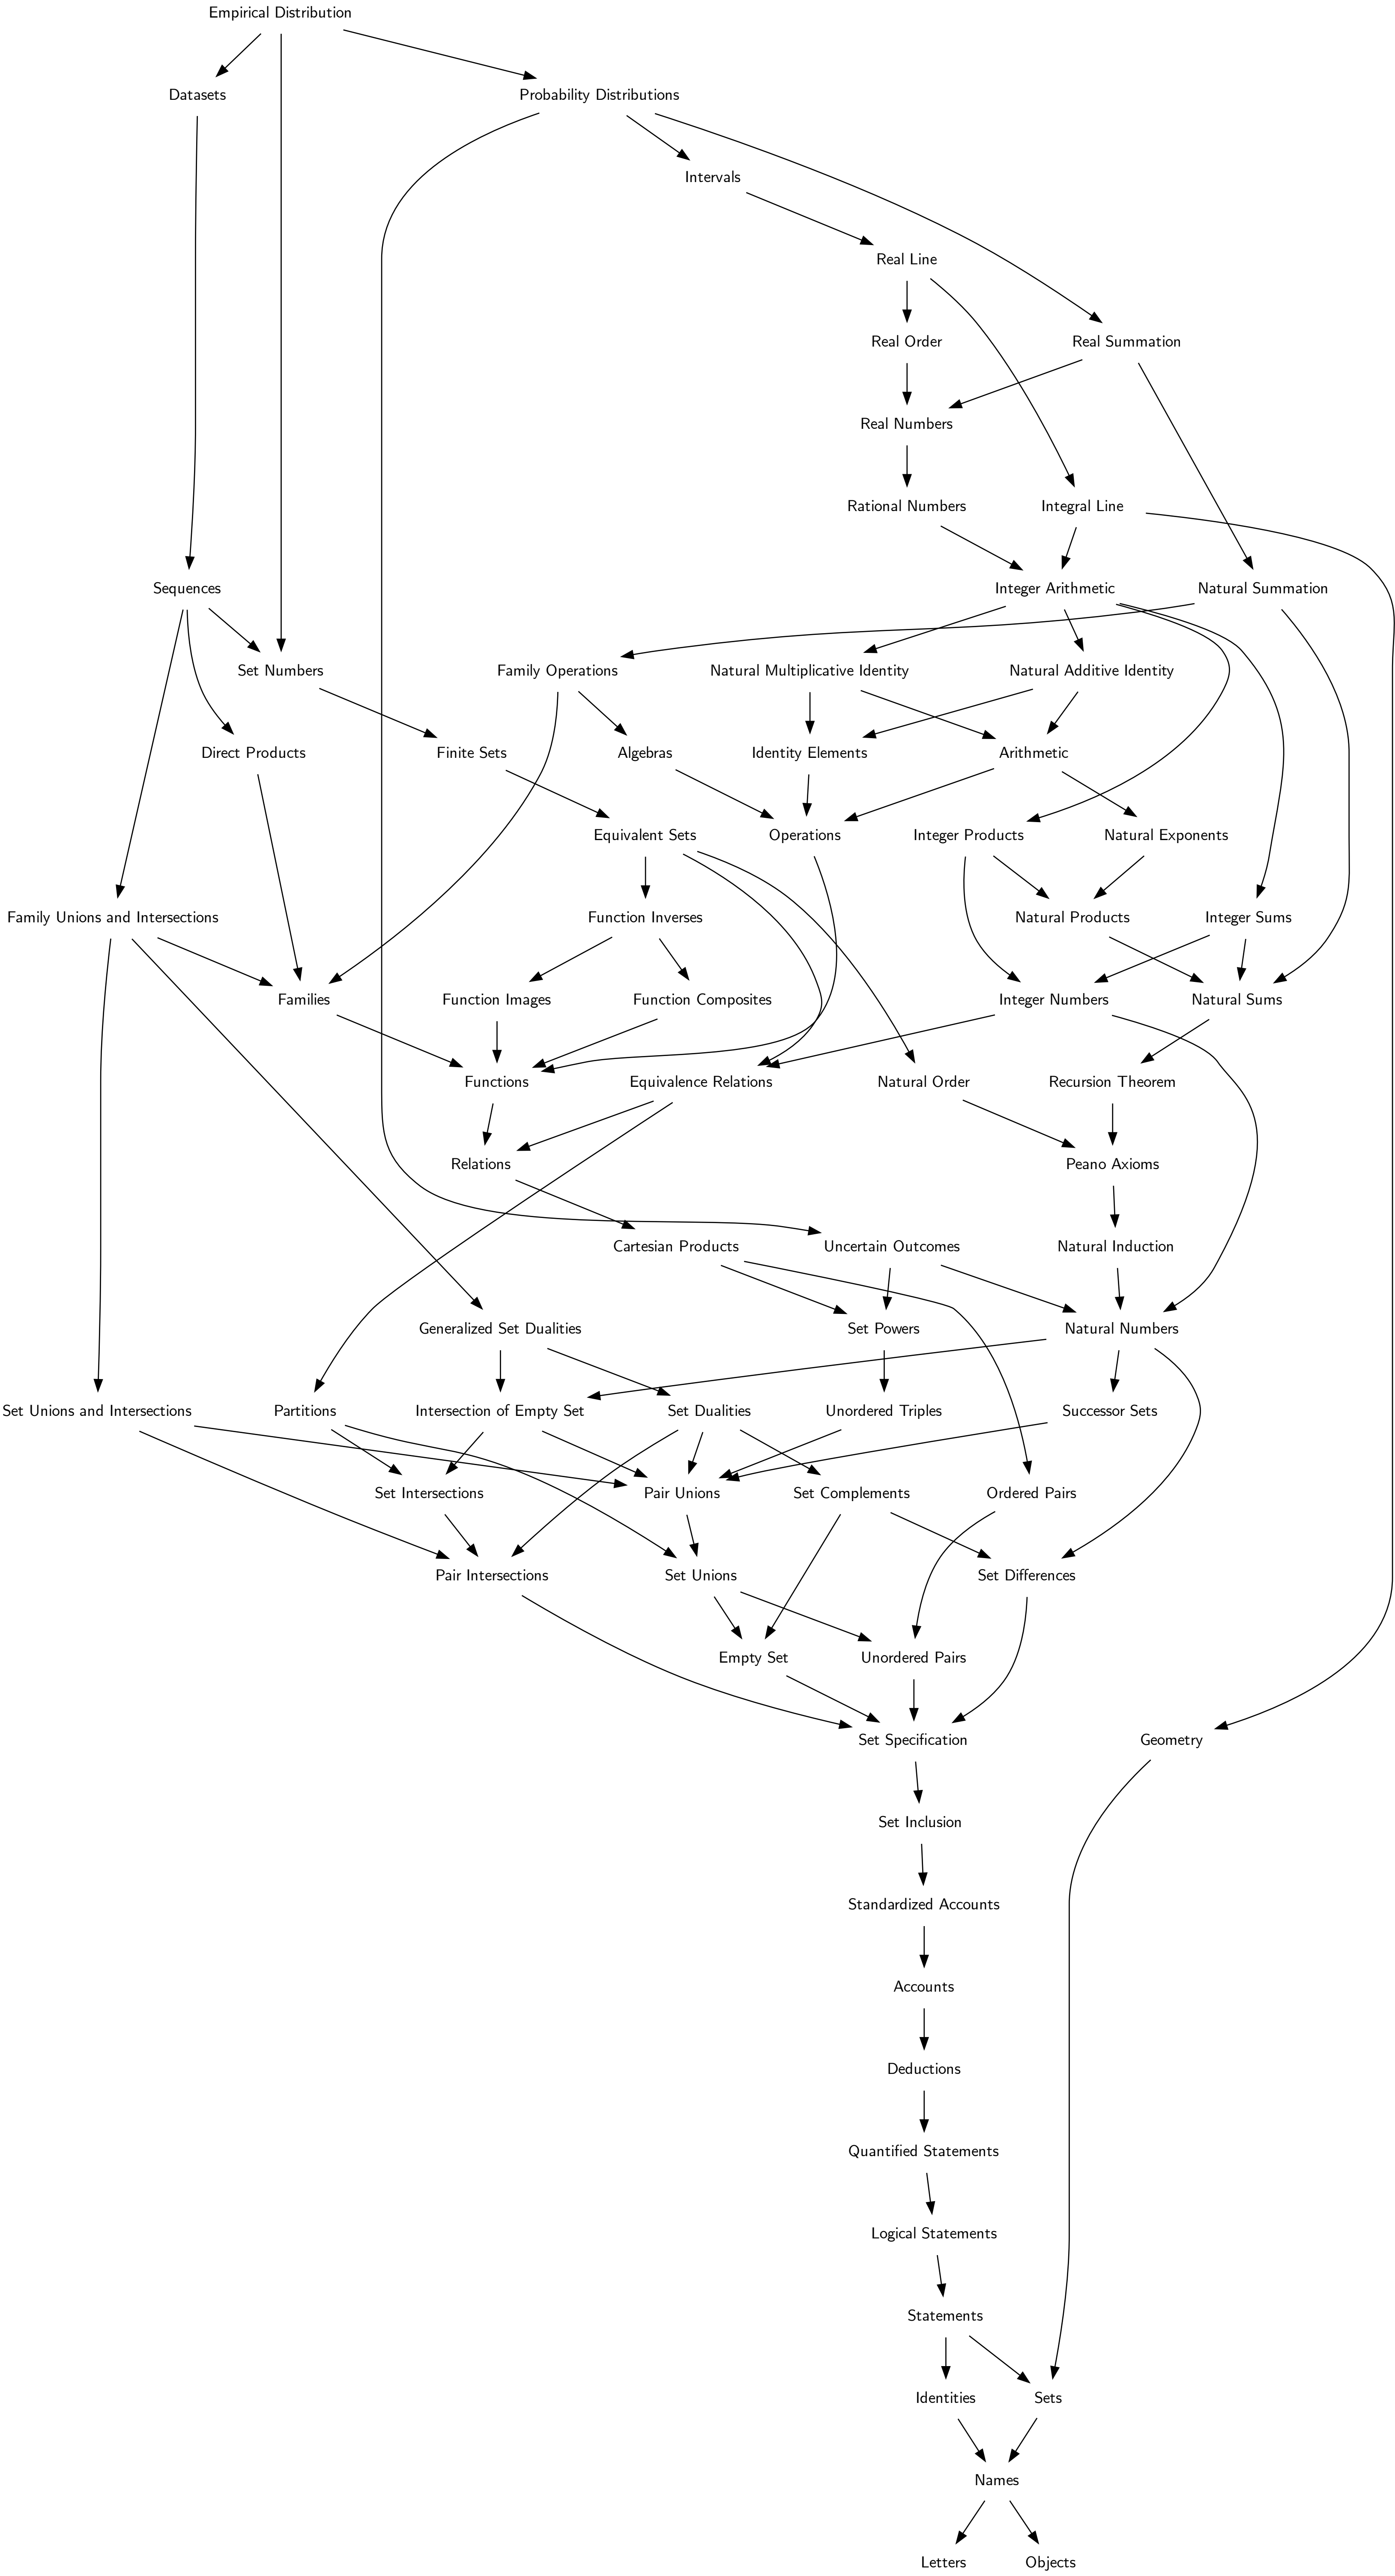 Empirical Distribution
Datasets
Probability Distributions
Intervals
Real Line
Real Order
Real Summation
Real Numbers
Rational Numbers
Integral Line
Sequences
Integer Arithmetic
Natural Summation
Set Numbers
Family Operations
Natural Multiplicative Identity
Natural Additive Identity
Direct Products
Finite Sets
Algebras
Identity Elements
Arithmetic
Equivalent Sets
Operations
Integer Products
Natural Exponents
Family Unions and Intersections
Function Inverses
Natural Products
Integer Sums
Families
Function Images
Function Composites
Integer Numbers
Natural Sums
Functions
Equivalence Relations
Natural Order
Recursion Theorem
Relations
Peano Axioms
Cartesian Products
Uncertain Outcomes
Natural Induction
Generalized Set Dualities
Set Powers
Natural Numbers
Set Unions and Intersections
Partitions
Intersection of Empty Set
Set Dualities
Unordered Triples
Successor Sets
Set Intersections
Pair Unions
Set Complements
Ordered Pairs
Pair Intersections
Set Unions
Set Differences
Empty Set
Unordered Pairs
Set Specification
Geometry
Set Inclusion
Standardized Accounts
Accounts
Deductions
Quantified Statements
Logical Statements
Statements
Identities
Sets
Names
Letters
Objects